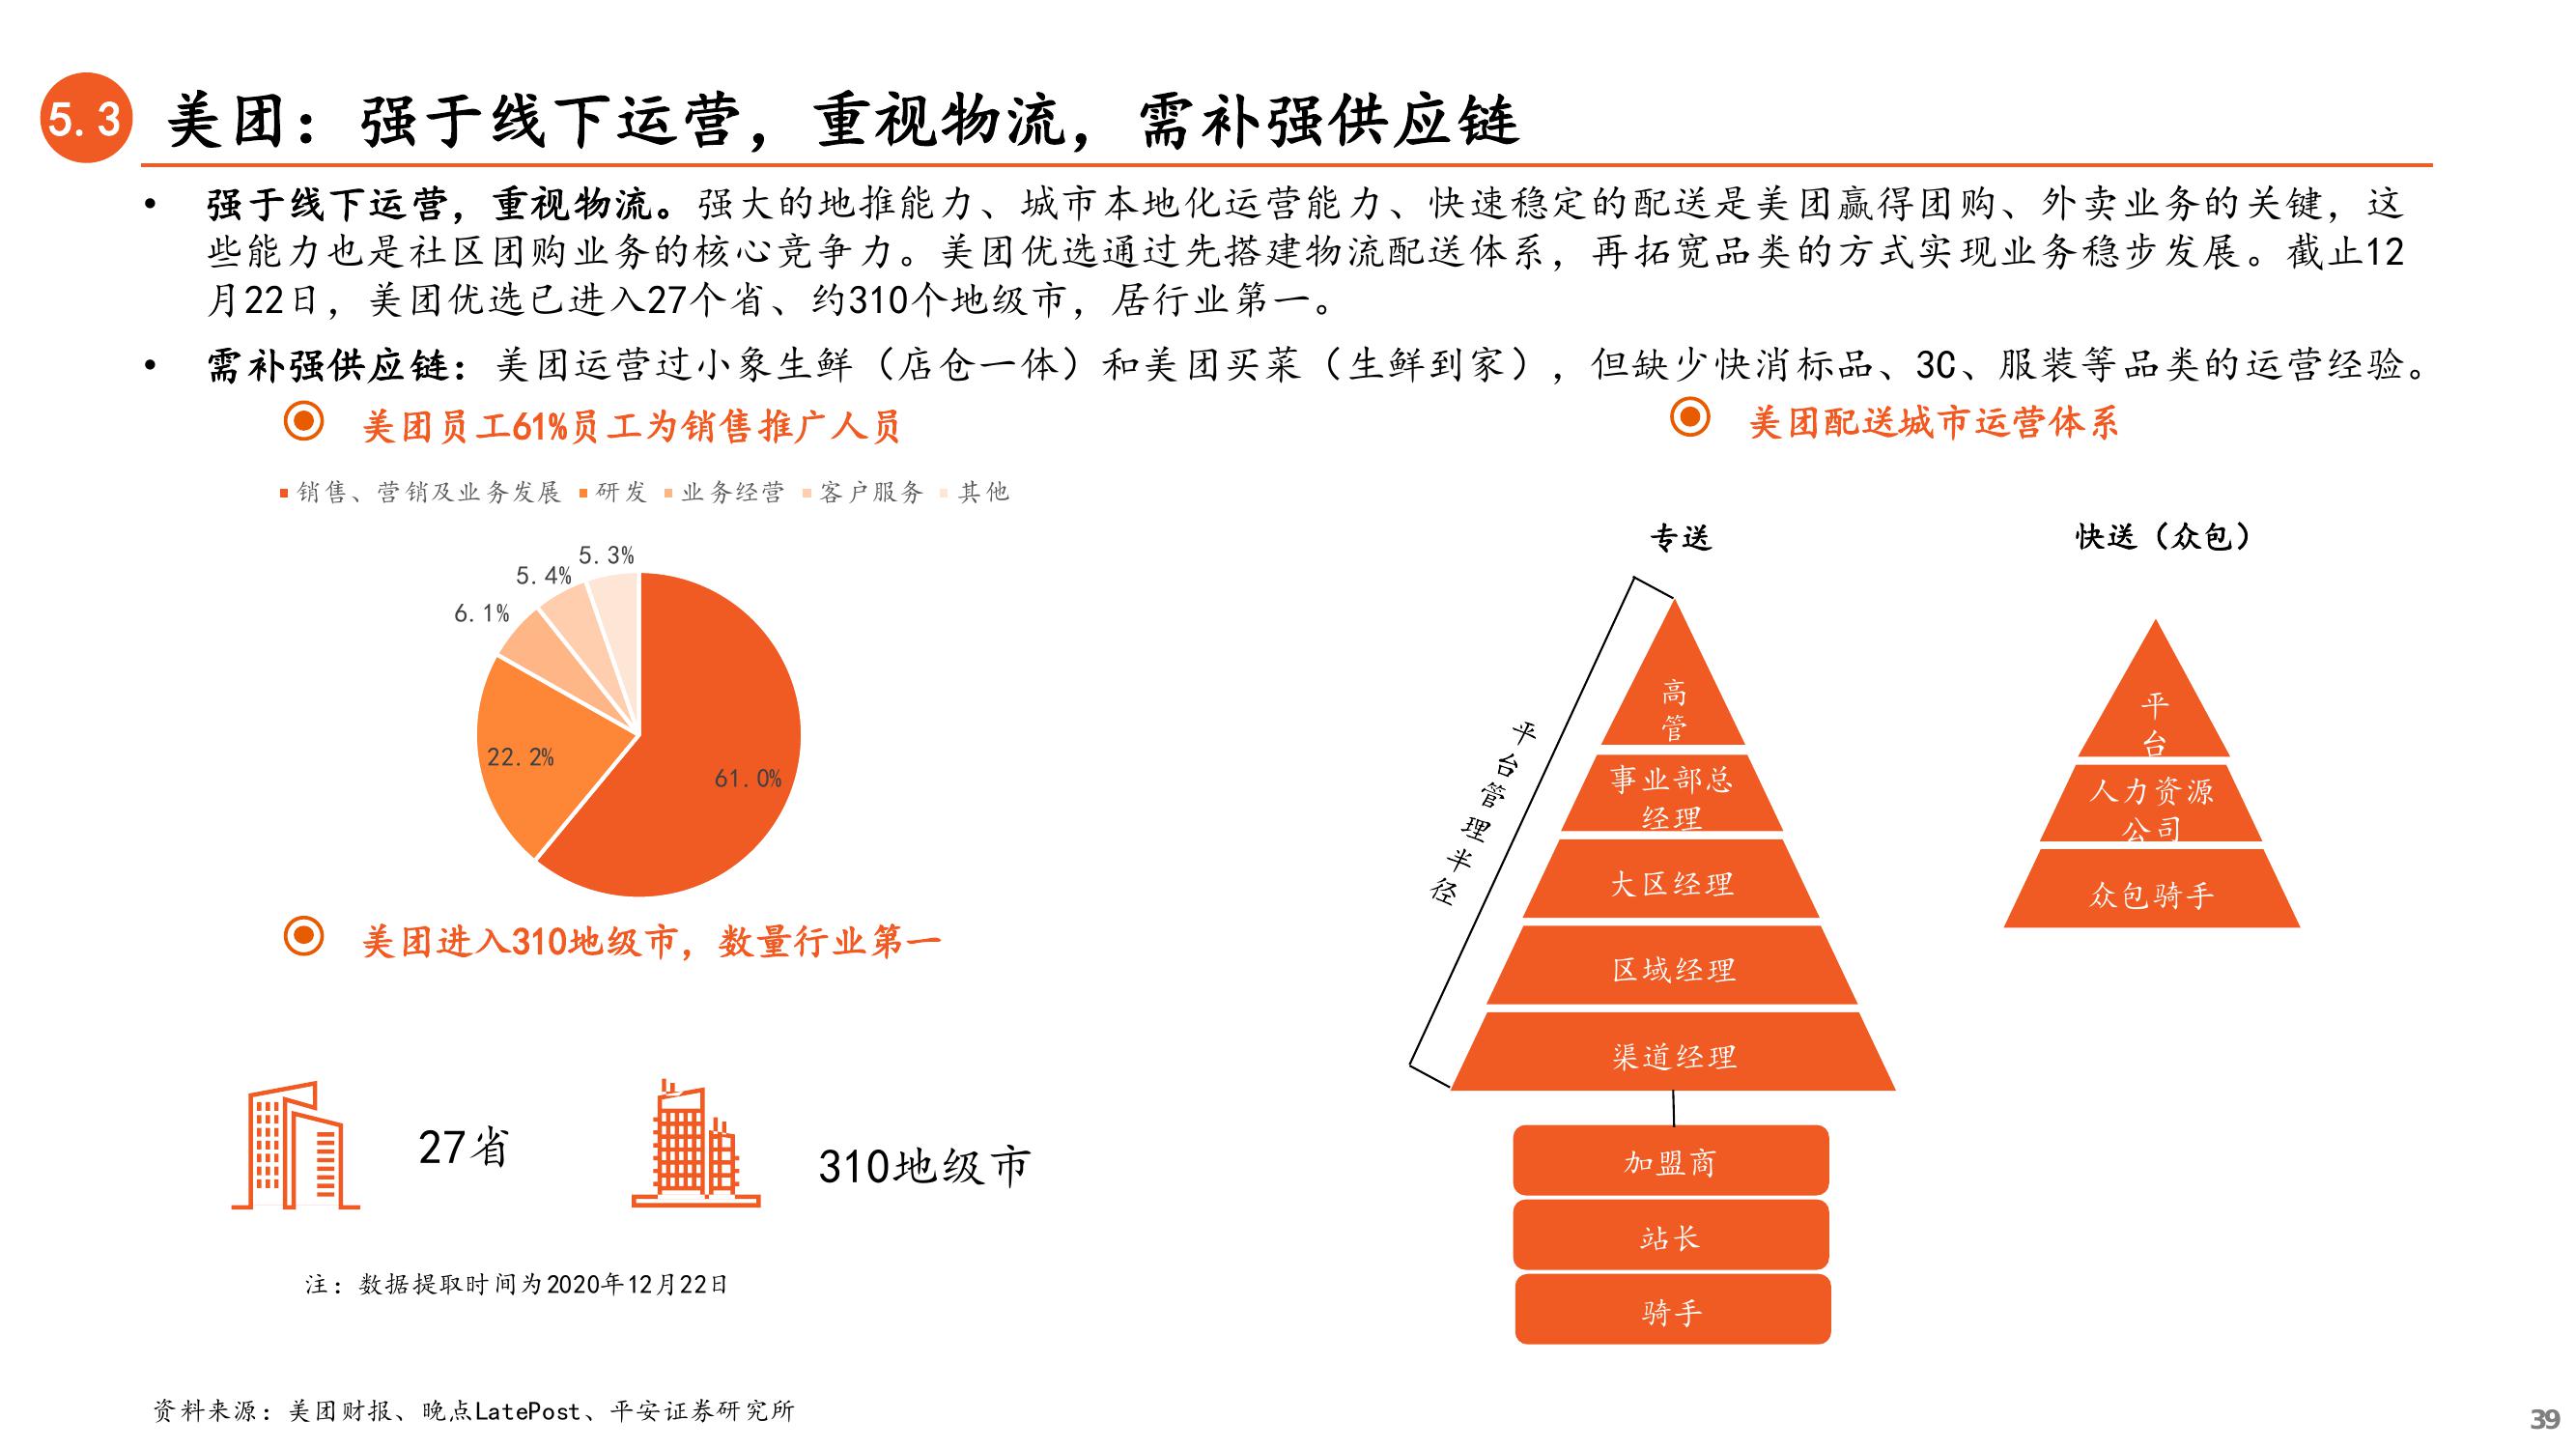 5.3
美团：强于线下运营，重视物流，需补强供应链
• 强于线下运营，重视物流。强大的地推能力、城市本地化运营能力、快速稳定的配送是美团赢得团购、外卖业务的关键，这
些能力也是社区团购业务的核心竞争力。美团优选通过先搭建物流配送体系，再拓宽品类的方式实现业务稳步发展。截止12
月22日，美团优选已进入27个省、约310个地级市，居行业第一。
• 需补强供应链：美团运营过小象生鲜（店仓一体）和美团买菜（生鲜到家），但缺少快消标品、3C、服装等品类的运营经验。
美团员工61%员工为销售推广人员
销售、营销及业务发展 研发 业务经营 客户服务 其他
5.3%
5.4%
6.1%
22.2%
61.0%
美团进入310地级市，数量行业第一
27省
310地级市
注：数据提取时间为2020年12月22日
美团配送城市运营体系
专送
平台管理半径
高
管
事业部总
经理
大区经理
区域经理
渠道经理
加盟商
站长
骑手
快送（众包）
平
台
人力资源
公司
众包骑手
资料来源：美团财报、晚点LatePost、平安证券研究所
39